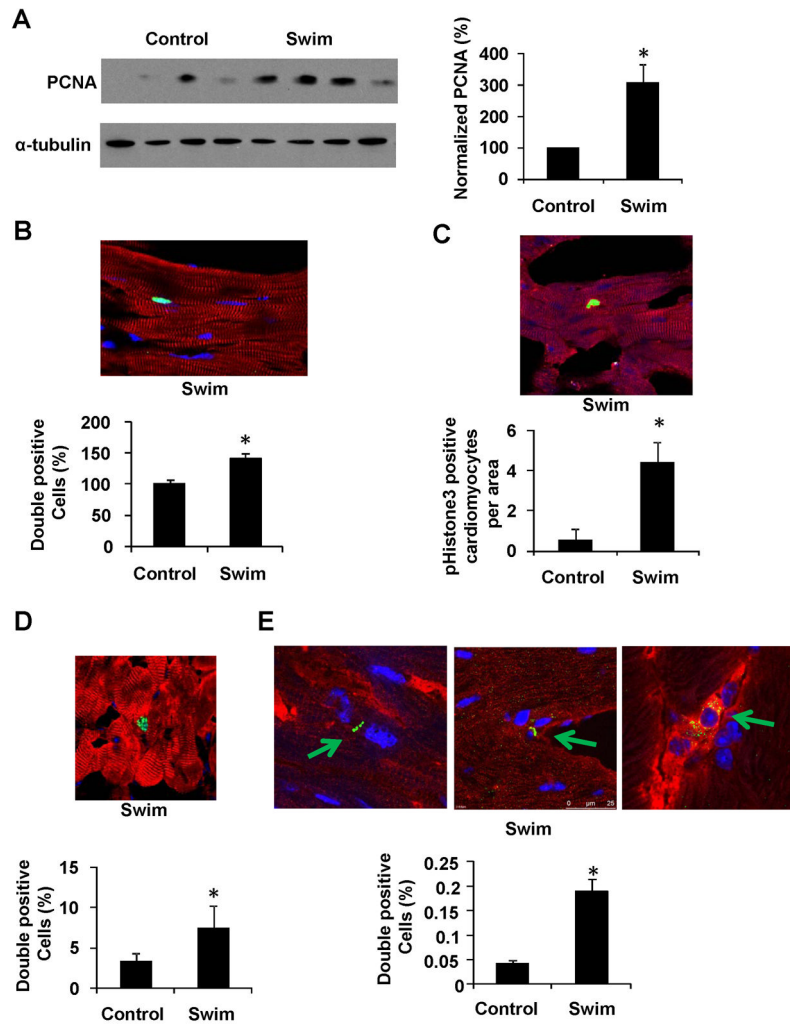 A
Control Swim
PCNA
α-tubulin
Normalized PCNA (%)
400
300
200
100
0
*
Control Swim
B
Swim
Double positive
Cells (%)
200
150
100
50
0
*
Control Swim
C
Swim
pHistone3 positive
cardiomyocytes
per area
6
4
2
0
*
Control Swim
D
Swim
Double positive
Cells (%)
15
10
5
0
*
Control Swim
E
0 µm 25
Swim
Double positive
Cells (%)
0.25
0.2
0.15
0.1
0.05
0
*
Control Swim